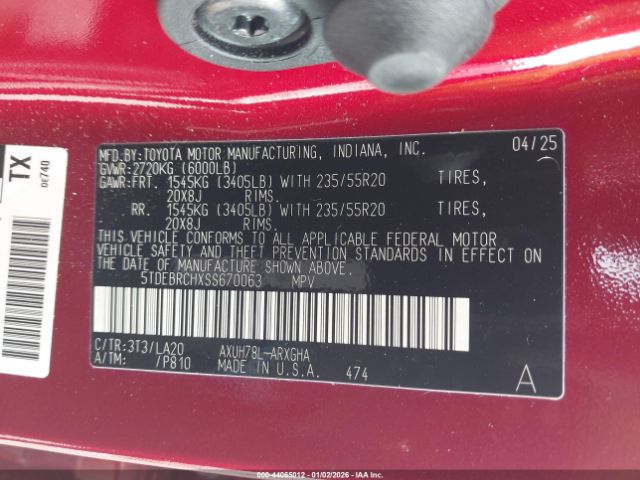 TX
0E740
MFD.BY:TOYOTA MOTOR MANUFACTURING, INDIANA, INC. 04/25
GVWR:2720KG (6000LB)
GAWR:FRT. 1545KG (3405LB) WITH 235/55R20 TIRES,
20X8J RIMS.
RR. 1545KG (3405LB) WITH 235/55R20 TIRES,
20X8J RIMS.
THIS VEHICLE CONFORMS TO ALL APPLICABLE FEDERAL MOTOR
VEHICLE SAFETY AND THEFT PREVENTION STANDARDS IN EFFECT ON
THE DATE OF MANUFACTURE SHOWN ABOVE.
5TDEBRCHXSS670063 MPV
C/TR:3T3/LA20 AXUH78L-ARXGHA
A/TM: /P810 MADE IN U.S.A. 474
A
000-44065012 - 01/02/2026 - IAA Inc.